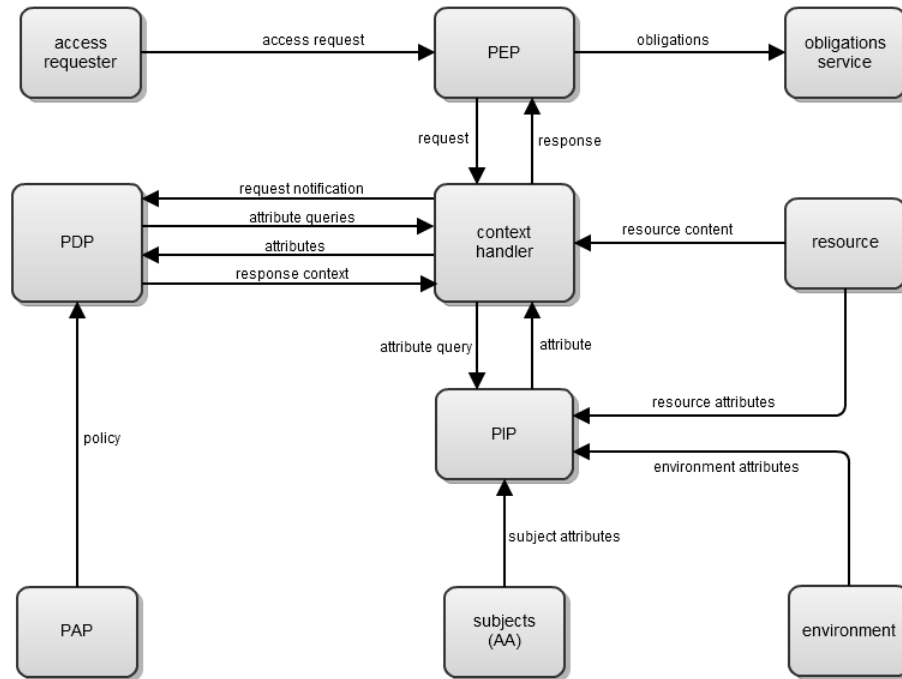 access
requester
access request
PEP
obligations
obligations
service
request
response
PDP
request notification
attribute queries
attributes
response context
context
handler
resource content
resource
attribute query
attribute
policy
PIP
resource attributes
environment attributes
subject attributes
PAP
subjects
(AA)
environment